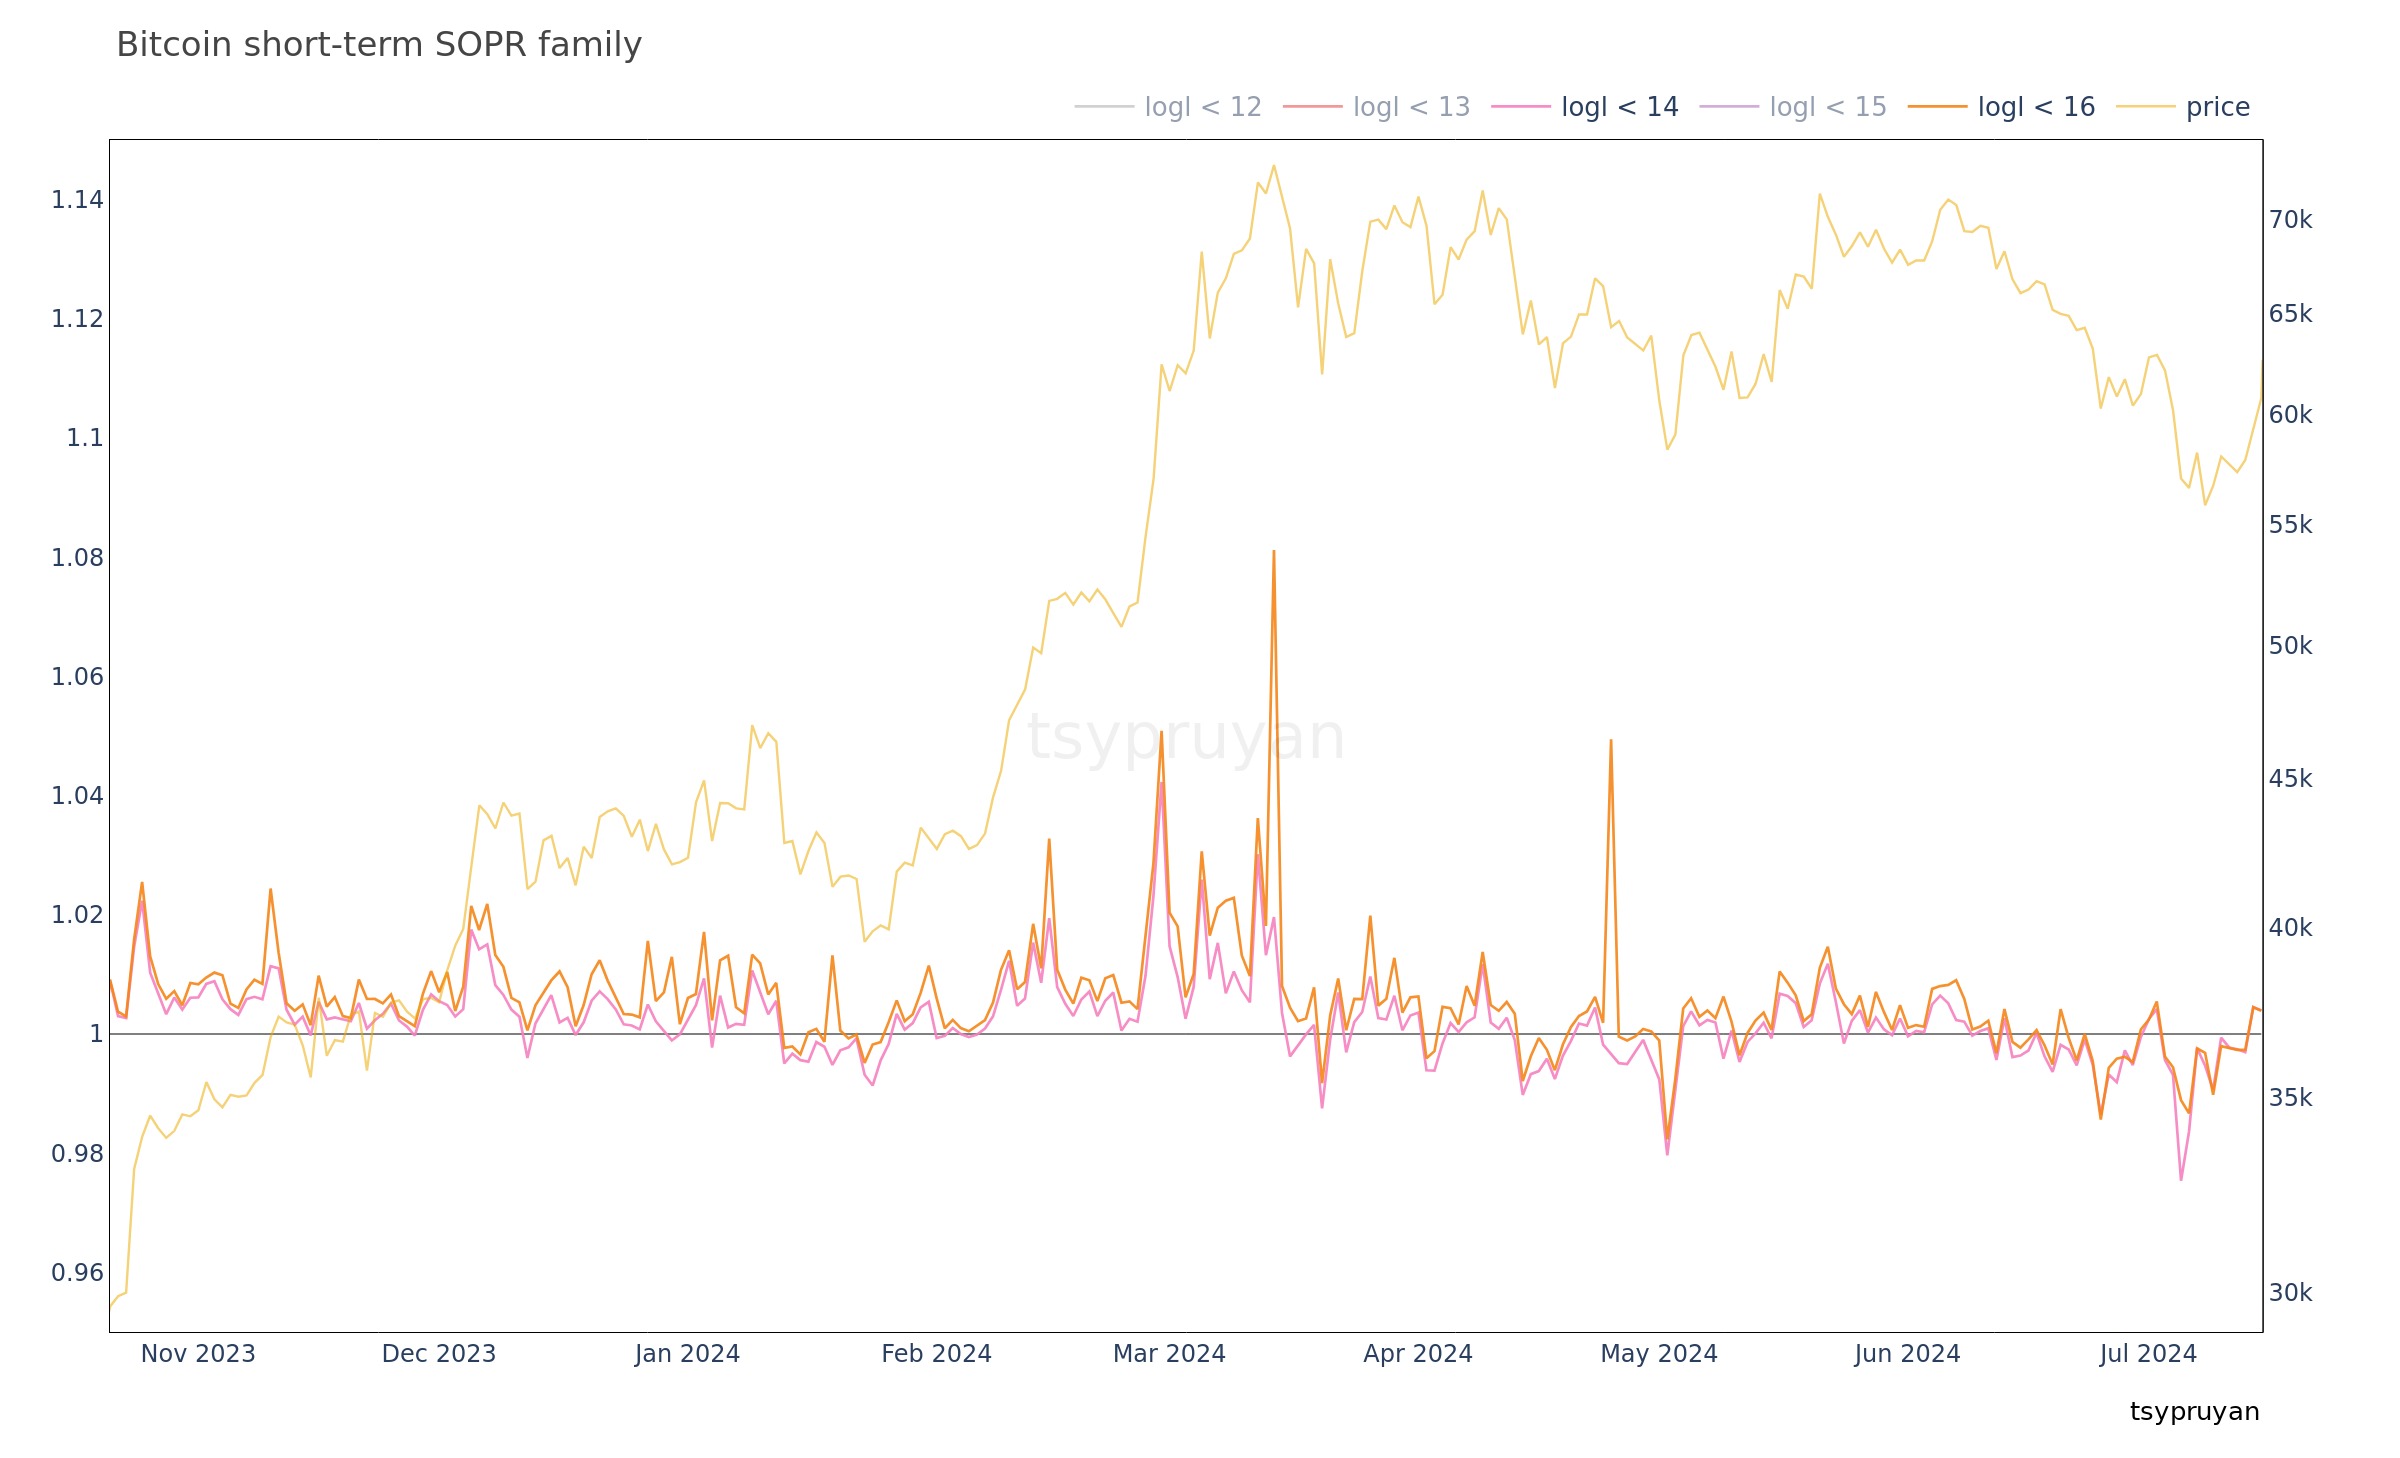 Bitcoin short-term SOPR family
logl < 12 logl < 13 logl < 14 logl < 15 logl < 16 price
1.14
1.12
1.1
1.08
1.06
1.04
1.02
1
0.98
0.96
70k
65k
60k
55k
50k
45k
40k
35k
30k
tsypruyan
Nov 2023 Dec 2023 Jan 2024 Feb 2024 Mar 2024 Apr 2024 May 2024 Jun 2024 Jul 2024
tsypruyan